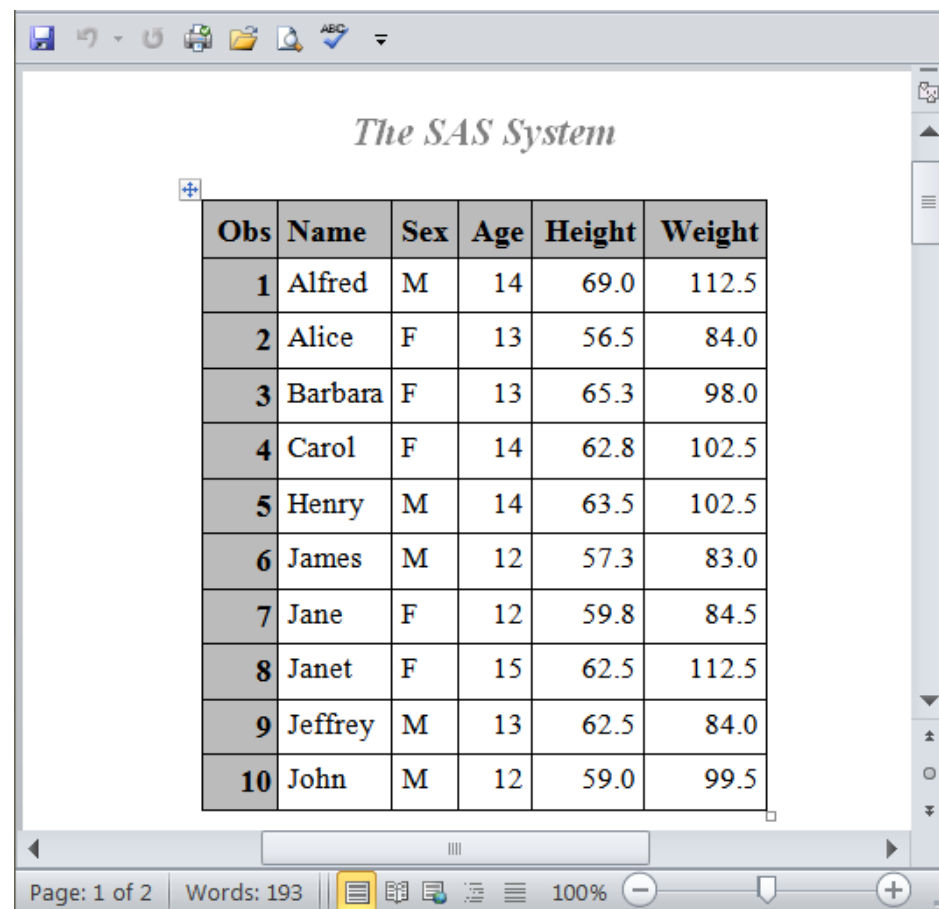 ABC
The SAS System
Obs Name Sex Age Height Weight
1 Alfred M 14 69.0 112.5
2 Alice F 13 56.5 84.0
3 Barbara F 13 65.3 98.0
4 Carol F 14 62.8 102.5
5 Henry M 14 63.5 102.5
6 James M 12 57.3 83.0
7 Jane F 12 59.8 84.5
8 Janet F 15 62.5 112.5
9 Jeffrey M 13 62.5 84.0
10 John M 12 59.0 99.5
Page: 1 of 2 Words: 193 100%